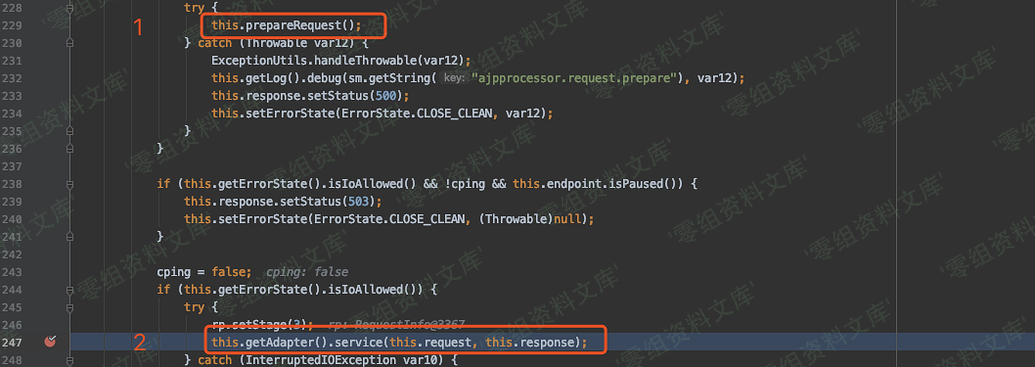 228 try {
229 this.prepareRequest();
1
230 } catch (Throwable var12) {
231 ExceptionUtils.handleThrowable(var12);
232 this.getLog().debug(sm.getString( key: "ajpprocessor.request.prepare"), var12);
233 this.response.setStatus(500);
234 this.setErrorState(ErrorState.CLOSE_CLEAN, var12);
235 }
236 }
237
238 if (this.getErrorState().isIoAllowed() && !cping && this.endpoint.isPaused()) {
239 this.response.setStatus(503);
240 this.setErrorState(ErrorState.CLOSE_CLEAN, (Throwable)null);
241 }
242
243 cping = false; cping: false
244 if (this.getErrorState().isIoAllowed()) {
245 try {
246 rp.setStage(3); rp: RequestInfo@3367
247 this.getAdapter().service(this.request, this.response);
2
248 } catch (InterruptedIOException var10) {
'零组资料文库'